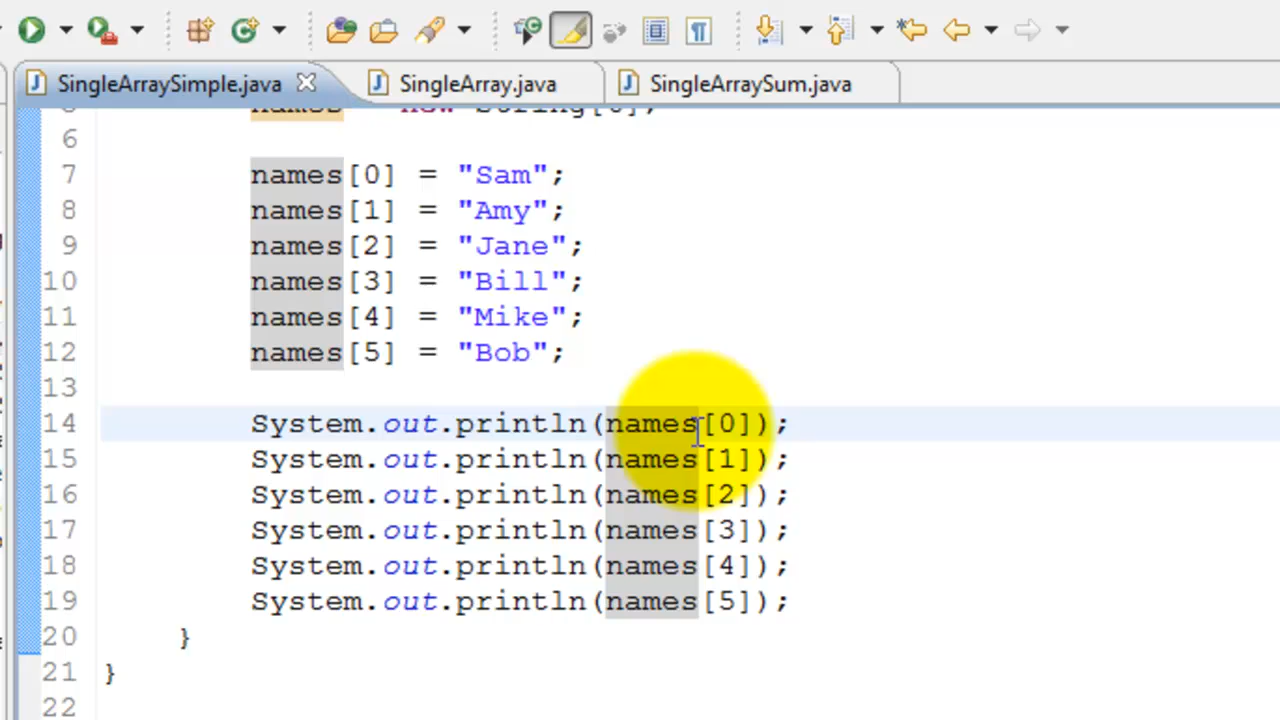 SingleArraySimple.java SingleArray.java SingleArraySum.java
6
7 names[0] = "Sam";
8 names[1] = "Amy";
9 names[2] = "Jane";
10 names[3] = "Bill";
11 names[4] = "Mike";
12 names[5] = "Bob";
13
14 System.out.println(names[0]);
15 System.out.println(names[1]);
16 System.out.println(names[2]);
17 System.out.println(names[3]);
18 System.out.println(names[4]);
19 System.out.println(names[5]);
20 }
21 }
22